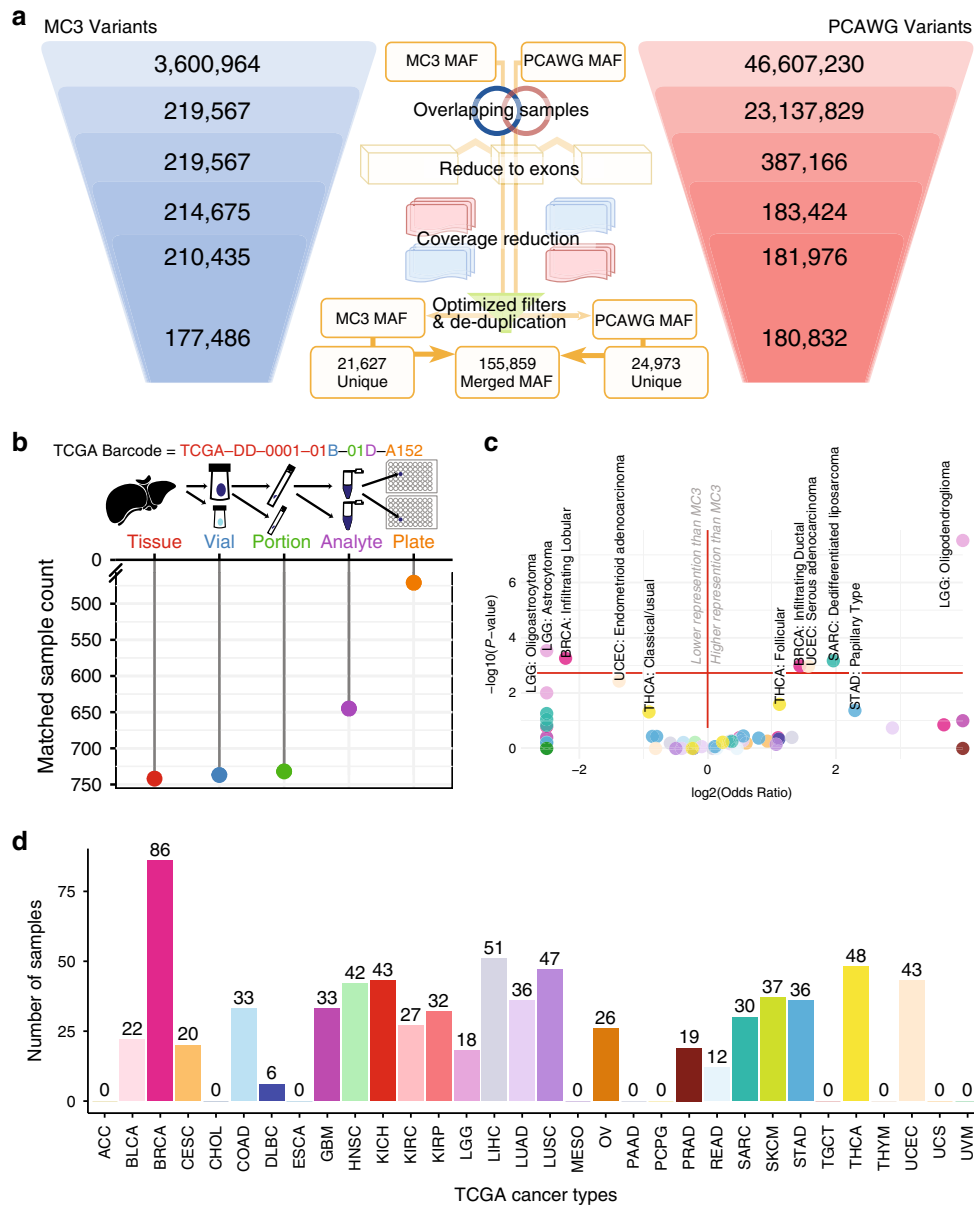 a
MC3 Variants
PCAWG Variants
3,600,964
219,567
219,567
214,675
210,435
177,486
MC3 MAF
PCAWG MAF
Overlapping samples
Reduce to exons
Coverage reduction
Optimized filters
& de-duplication
MC3 MAF
PCAWG MAF
21,627
Unique
155,859
Merged MAF
24,973
Unique
46,607,230
23,137,829
387,166
183,424
181,976
180,832
b
TCGA Barcode = TCGA–DD–0001–01B–01D–A152
Tissue Vial Portion Analyte Plate
Matched sample count
0
500
550
600
650
700
750
c
LGG: Oligoastrocytoma
LGG: Astrocytoma
BRCA: Infiltrating Lobular
UCEC: Endometrioid adenocarcinoma
THCA: Classical/usual
Lower represention than MC3
Higher represention than MC3
THCA: Follicular
BRCA: Infiltrating Ductal
UCEC: Serous adenocarcinoma
SARC: Dedifferentiated liposarcoma
STAD: Papillary Type
LGG: Oligodendroglioma
–log10(P-value)
6
4
2
0
−2 0 2
log2(Odds Ratio)
d
Number of samples
75
50
25
0
0 22 86 20 0 33 6 0 33 42 43 27 32 18 51 36 47 0 26 0 0 19 12 30 37 36 0 48 0 43 0 0
ACC BLCA BRCA CESC CHOL COAD DLBC ESCA GBM HNSC KICH KIRC KIRP LGG LIHC LUAD LUSC MESO OV PAAD PCPG PRAD READ SARC SKCM STAD TGCT THCA THYM UCEC UCS UVM
TCGA cancer types